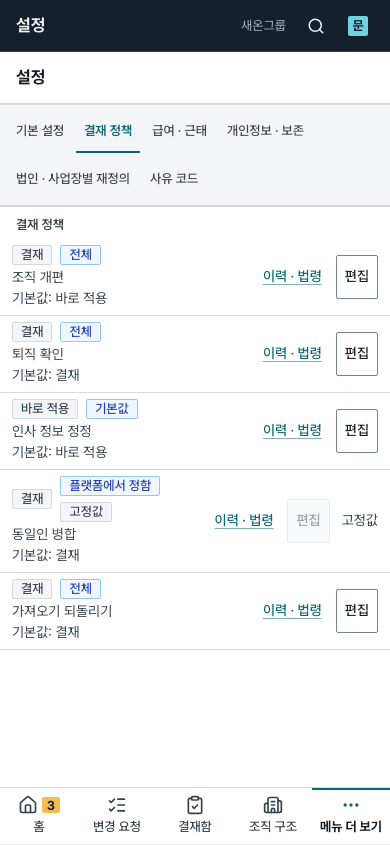 설정
새온그룹
문
설정
기본 설정
결재 정책
급여 · 근태
개인정보 · 보존
법인 · 사업장별 재정의
사유 코드
결재 정책
결재
전체
조직 개편
기본값: 바로 적용
이력 · 법령
편집
결재
전체
퇴직 확인
기본값: 결재
이력 · 법령
편집
바로 적용
기본값
인사 정보 정정
기본값: 바로 적용
이력 · 법령
편집
결재
플랫폼에서 정함
고정값
동일인 병합
기본값: 결재
이력 · 법령
편집
고정값
결재
전체
가져오기 되돌리기
기본값: 결재
이력 · 법령
편집
3
홈
변경 요청
결재함
조직 구조
메뉴 더 보기